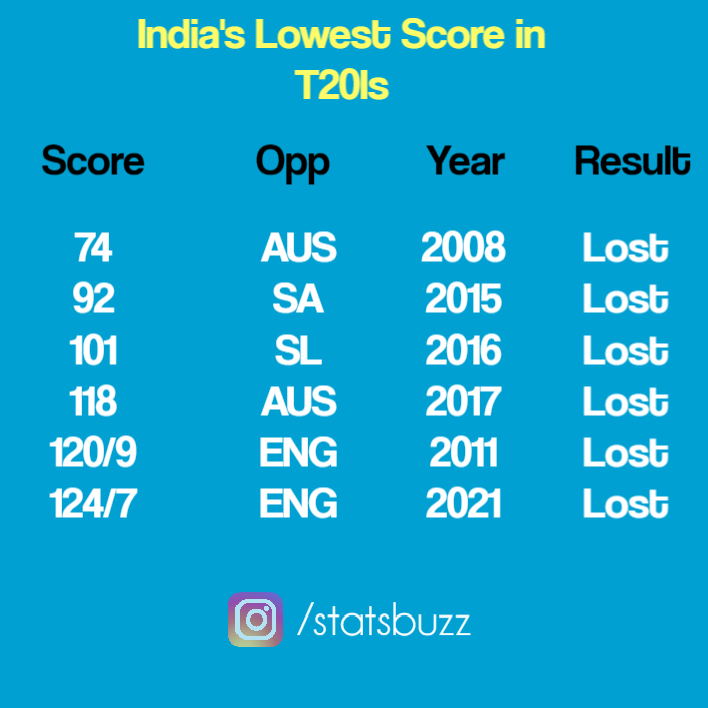 India's Lowest Score in
T20Is
Score Opp Year Result
74 AUS 2008 Lost
92 SA 2015 Lost
101 SL 2016 Lost
118 AUS 2017 Lost
120/9 ENG 2011 Lost
124/7 ENG 2021 Lost
/statsbuzz